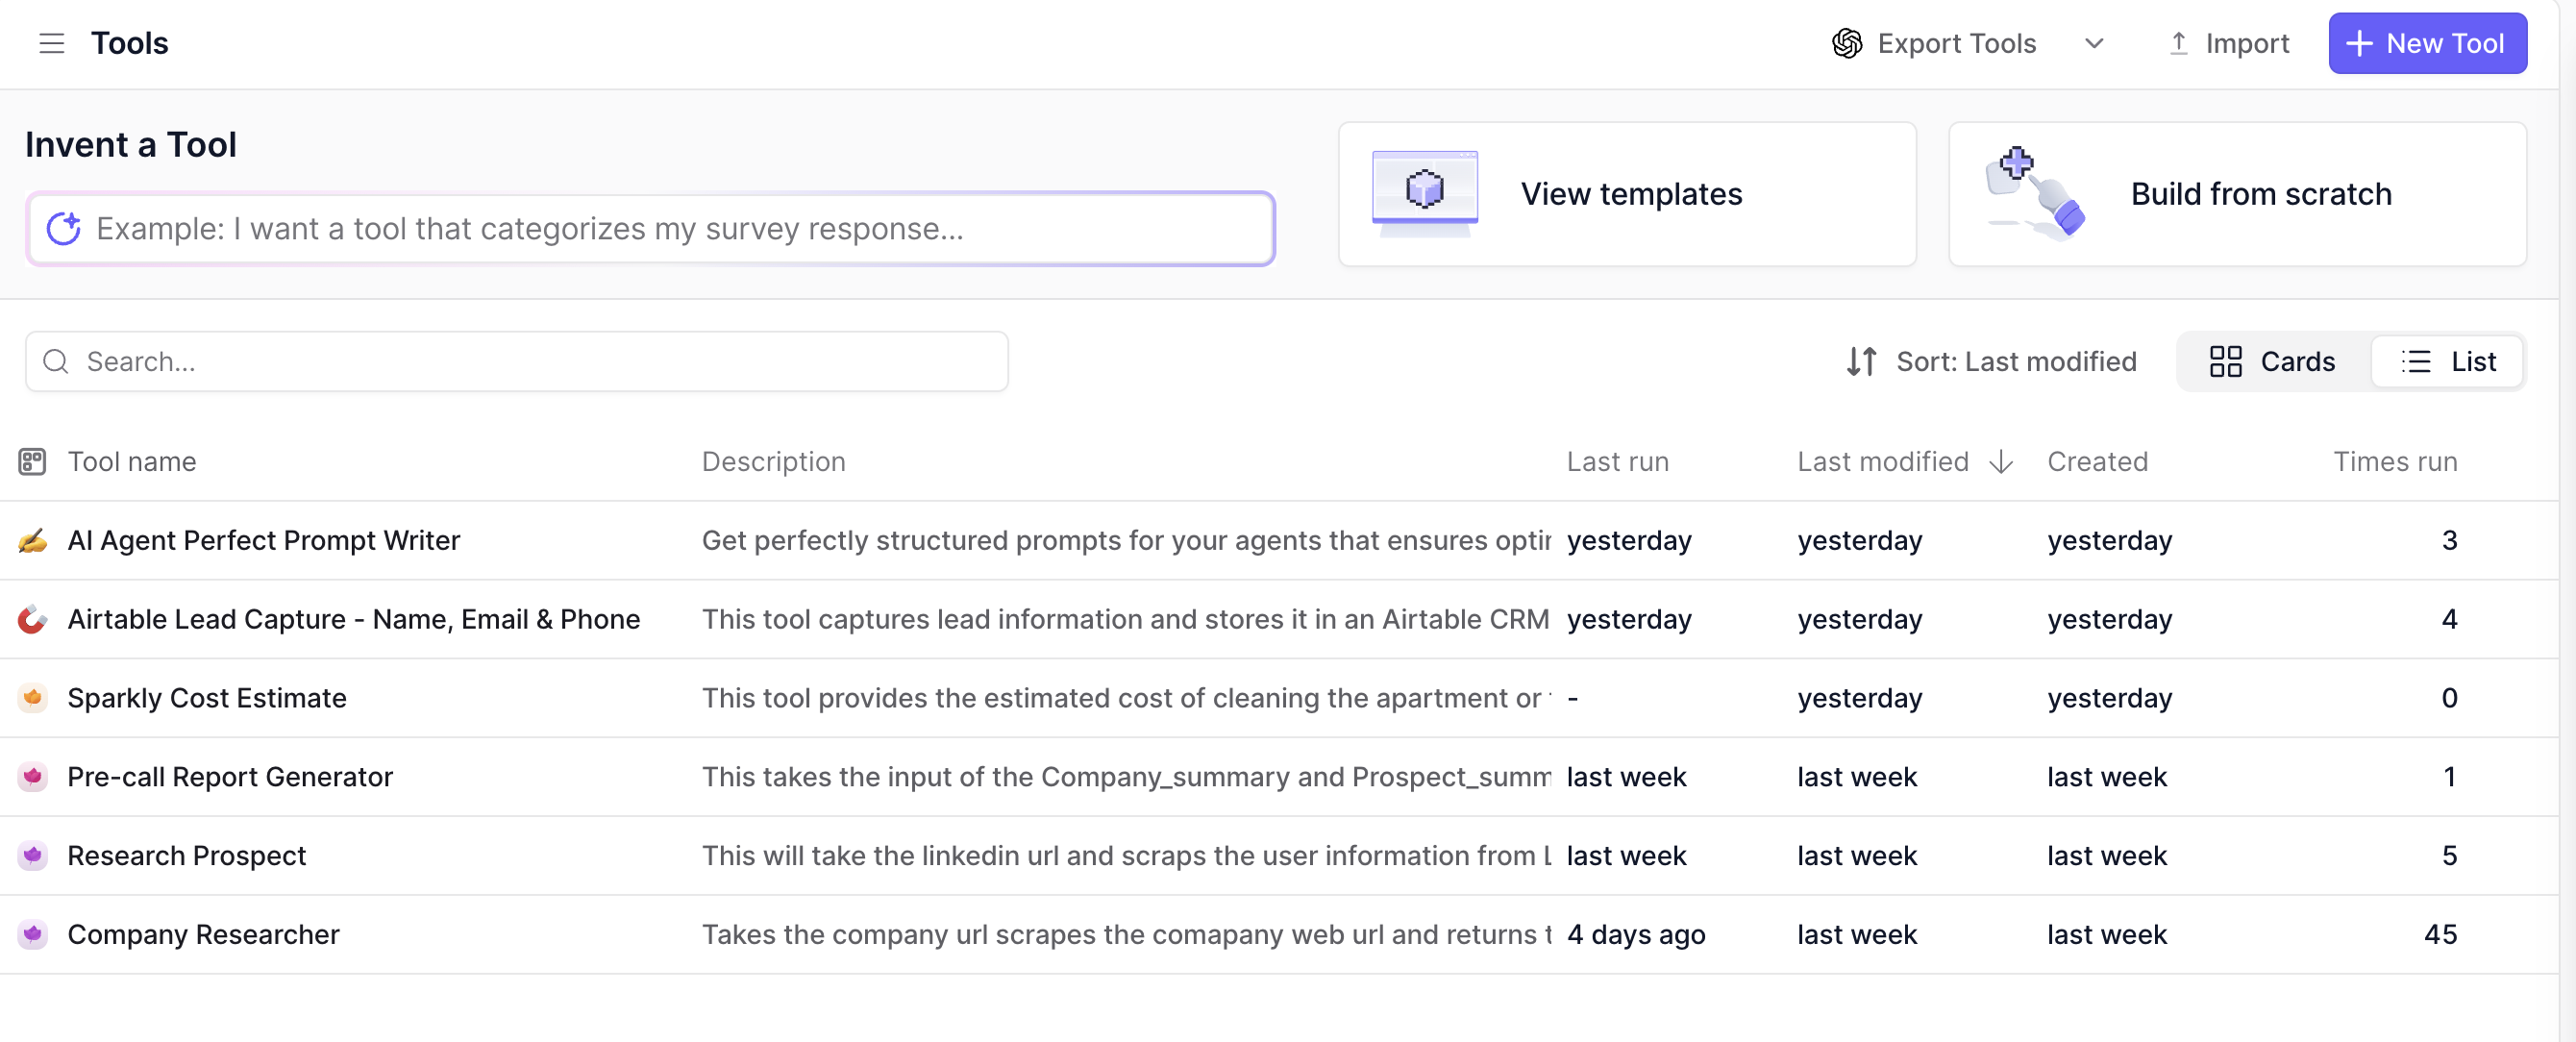 Tools
Export Tools
Import
New Tool
Invent a Tool
Example: I want a tool that categorizes my survey response...
View templates
Build from scratch
Search...
Sort: Last modified
Cards
List
Tool name Description Last run Last modified Created Times run
AI Agent Perfect Prompt Writer Get perfectly structured prompts for your agents that ensures yesterday yesterday yesterday 3
Airtable Lead Capture - Name, Email & Phone This tool captures lead information and stores it in an Airtable CRM yesterday yesterday yesterday 4
Sparkly Cost Estimate This tool provides the estimated cost of cleaning the apartment or - yesterday yesterday 0
Pre-call Report Generator This takes the input of the Company_summary and Prospect_summ last week last week last week 1
Research Prospect This will take the linkedin url and scraps the user information from last week last week last week 5
Company Researcher Takes the company url scrapes the comapany web url and returns t 4 days ago last week last week 45